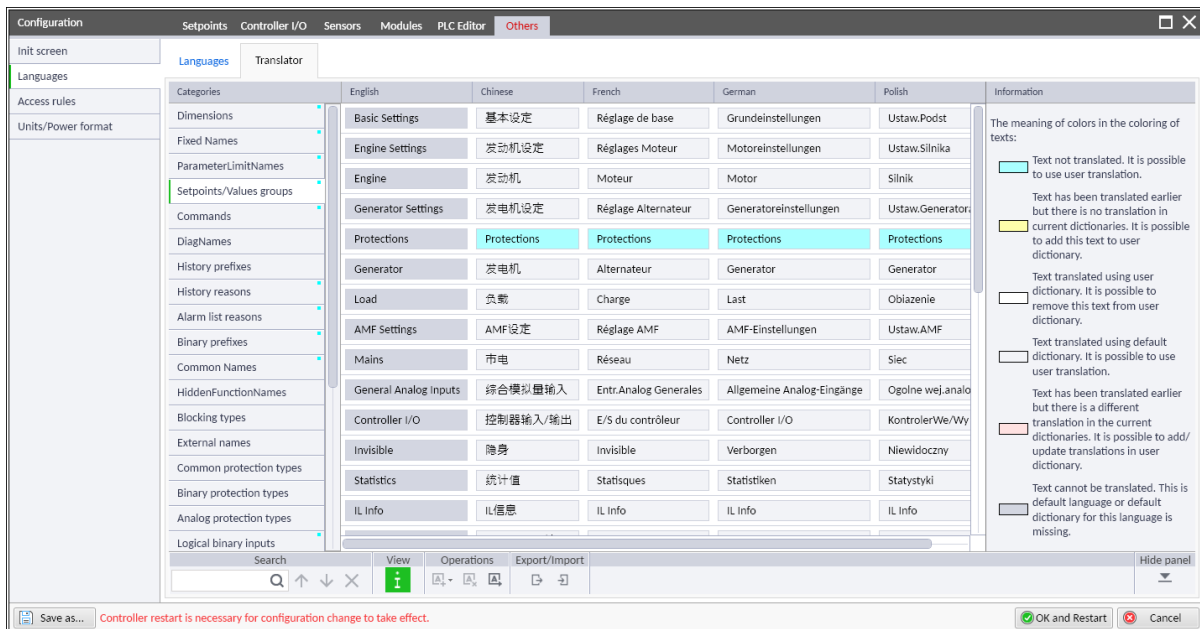 Configuration
Setpoints Controller I/O Sensors Modules PLC Editor Others
Init screen
Languages
Access rules
Units/Power format
Languages Translator
Categories
Dimensions
Fixed Names
ParameterLimitNames
Setpoints/Values groups
Commands
DiagNames
History prefixes
History reasons
Alarm list reasons
Binary prefixes
Common Names
HiddenFunctionNames
Blocking types
External names
Common protection types
Binary protection types
Analog protection types
Logical binary inputs
English Chinese French German Polish
Basic Settings 基本设定 Réglage de base Grundeinstellungen Ustaw.Podst
Engine Settings 发动机设定 Réglages Moteur Motoreinstellungen Ustaw.Silnika
Engine 发动机 Moteur Motor Silnik
Generator Settings 发电机设定 Réglage Alternateur Generatoreinstellungen Ustaw.Generator
Protections Protections Protections Protections Protections
Generator 发电机 Alternateur Generator Generator
Load 负载 Charge Last Obiazenie
AMF Settings AMF设定 Réglage AMF AMF-Einstellungen Ustaw.AMF
Mains 市电 Réseau Netz Siec
General Analog Inputs 综合模拟量输入 Entr.Analog Generales Allgemeine Analog-Eingänge Ogolne wej.analo
Controller I/O 控制器输入/输出 E/S du contrôleur Controller I/O KontrolerWe/Wy
Invisible 隐身 Invisible Verborgen Niewidoczny
Statistics 统计值 Statisques Statistiken Statystyki
IL Info IL信息 IL Info IL Info IL Info
Information
The meaning of colors in the coloring of
texts:
Text not translated. It is possible
to use user translation.
Text has been translated earlier
but there is no translation in
current dictionaries. It is possible
to add this text to user
dictionary.
Text translated using user
dictionary. It is possible to
remove this text from user
dictionary.
Text translated using default
dictionary. It is possible to use
user translation.
Text has been translated earlier
but there is a different
translation in the current
dictionaries. It is possible to add/
update translations in user
dictionary.
Text cannot be translated. This is
default language or default
dictionary for this language is
missing.
Search View Operations Export/Import Hide panel
Save as... Controller restart is necessary for configuration change to take effect. OK and Restart Cancel